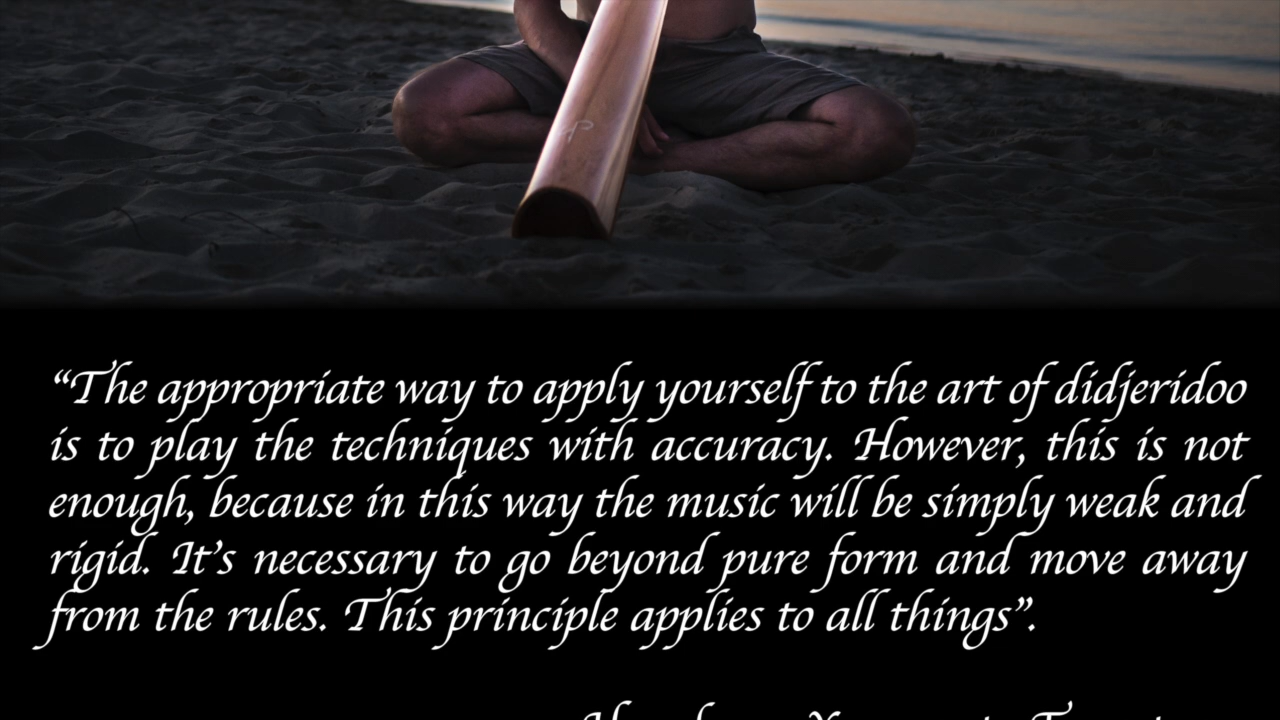 “The appropriate way to apply yourself to the art of didjeridoo
is to play the techniques with accuracy. However, this is not
enough, because in this way the music will be simply weak and
rigid. It’s necessary to go beyond pure form and move away
from the rules. This principle applies to all things”.